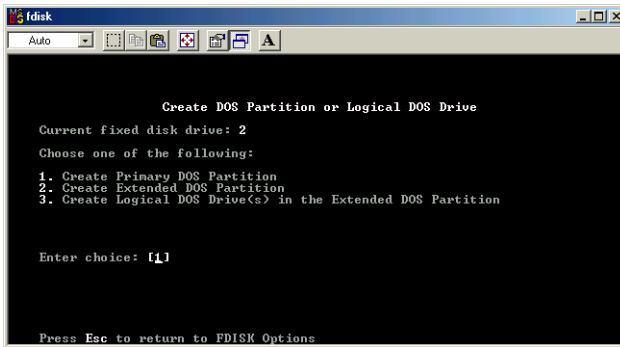 fdisk
Auto
A
Create DOS Partition or Logical DOS Drive
Current fixed disk drive: 2
Choose one of the following:
1. Create Primary DOS Partition
2. Create Extended DOS Partition
3. Create Logical DOS Drive(s) in the Extended DOS Partition
Enter choice: [1]
Press Esc to return to FDISK Options